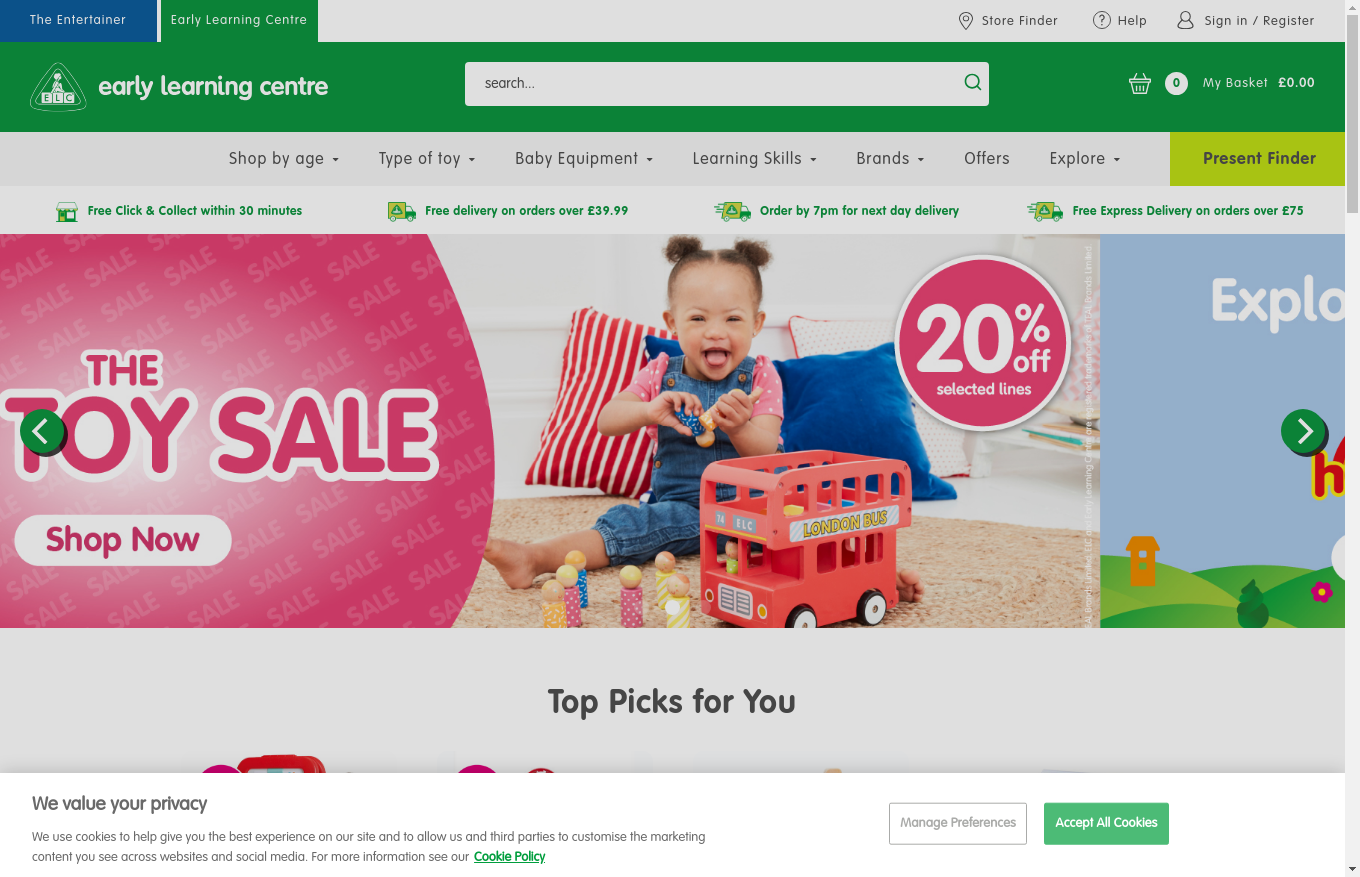 The Entertainer
Early Learning Centre
Store Finder
Help
Sign in / Register
ELC
early learning centre
search...
0
My Basket £0.00
Shop by age
Type of toy
Baby Equipment
Learning Skills
Brands
Offers
Explore
Present Finder
Free Click & Collect within 30 minutes
Free delivery on orders over £39.99
Order by 7pm for next day delivery
Free Express Delivery on orders over £75
THE
TOY SALE
Shop Now
20% off
selected lines
74 ELC
LONDON BUS
Explo
h
Top Picks for You
We value your privacy
We use cookies to help give you the best experience on our site and to allow us and third parties to customise the marketing
content you see across websites and social media. For more information see our Cookie Policy
Manage Preferences
Accept All Cookies